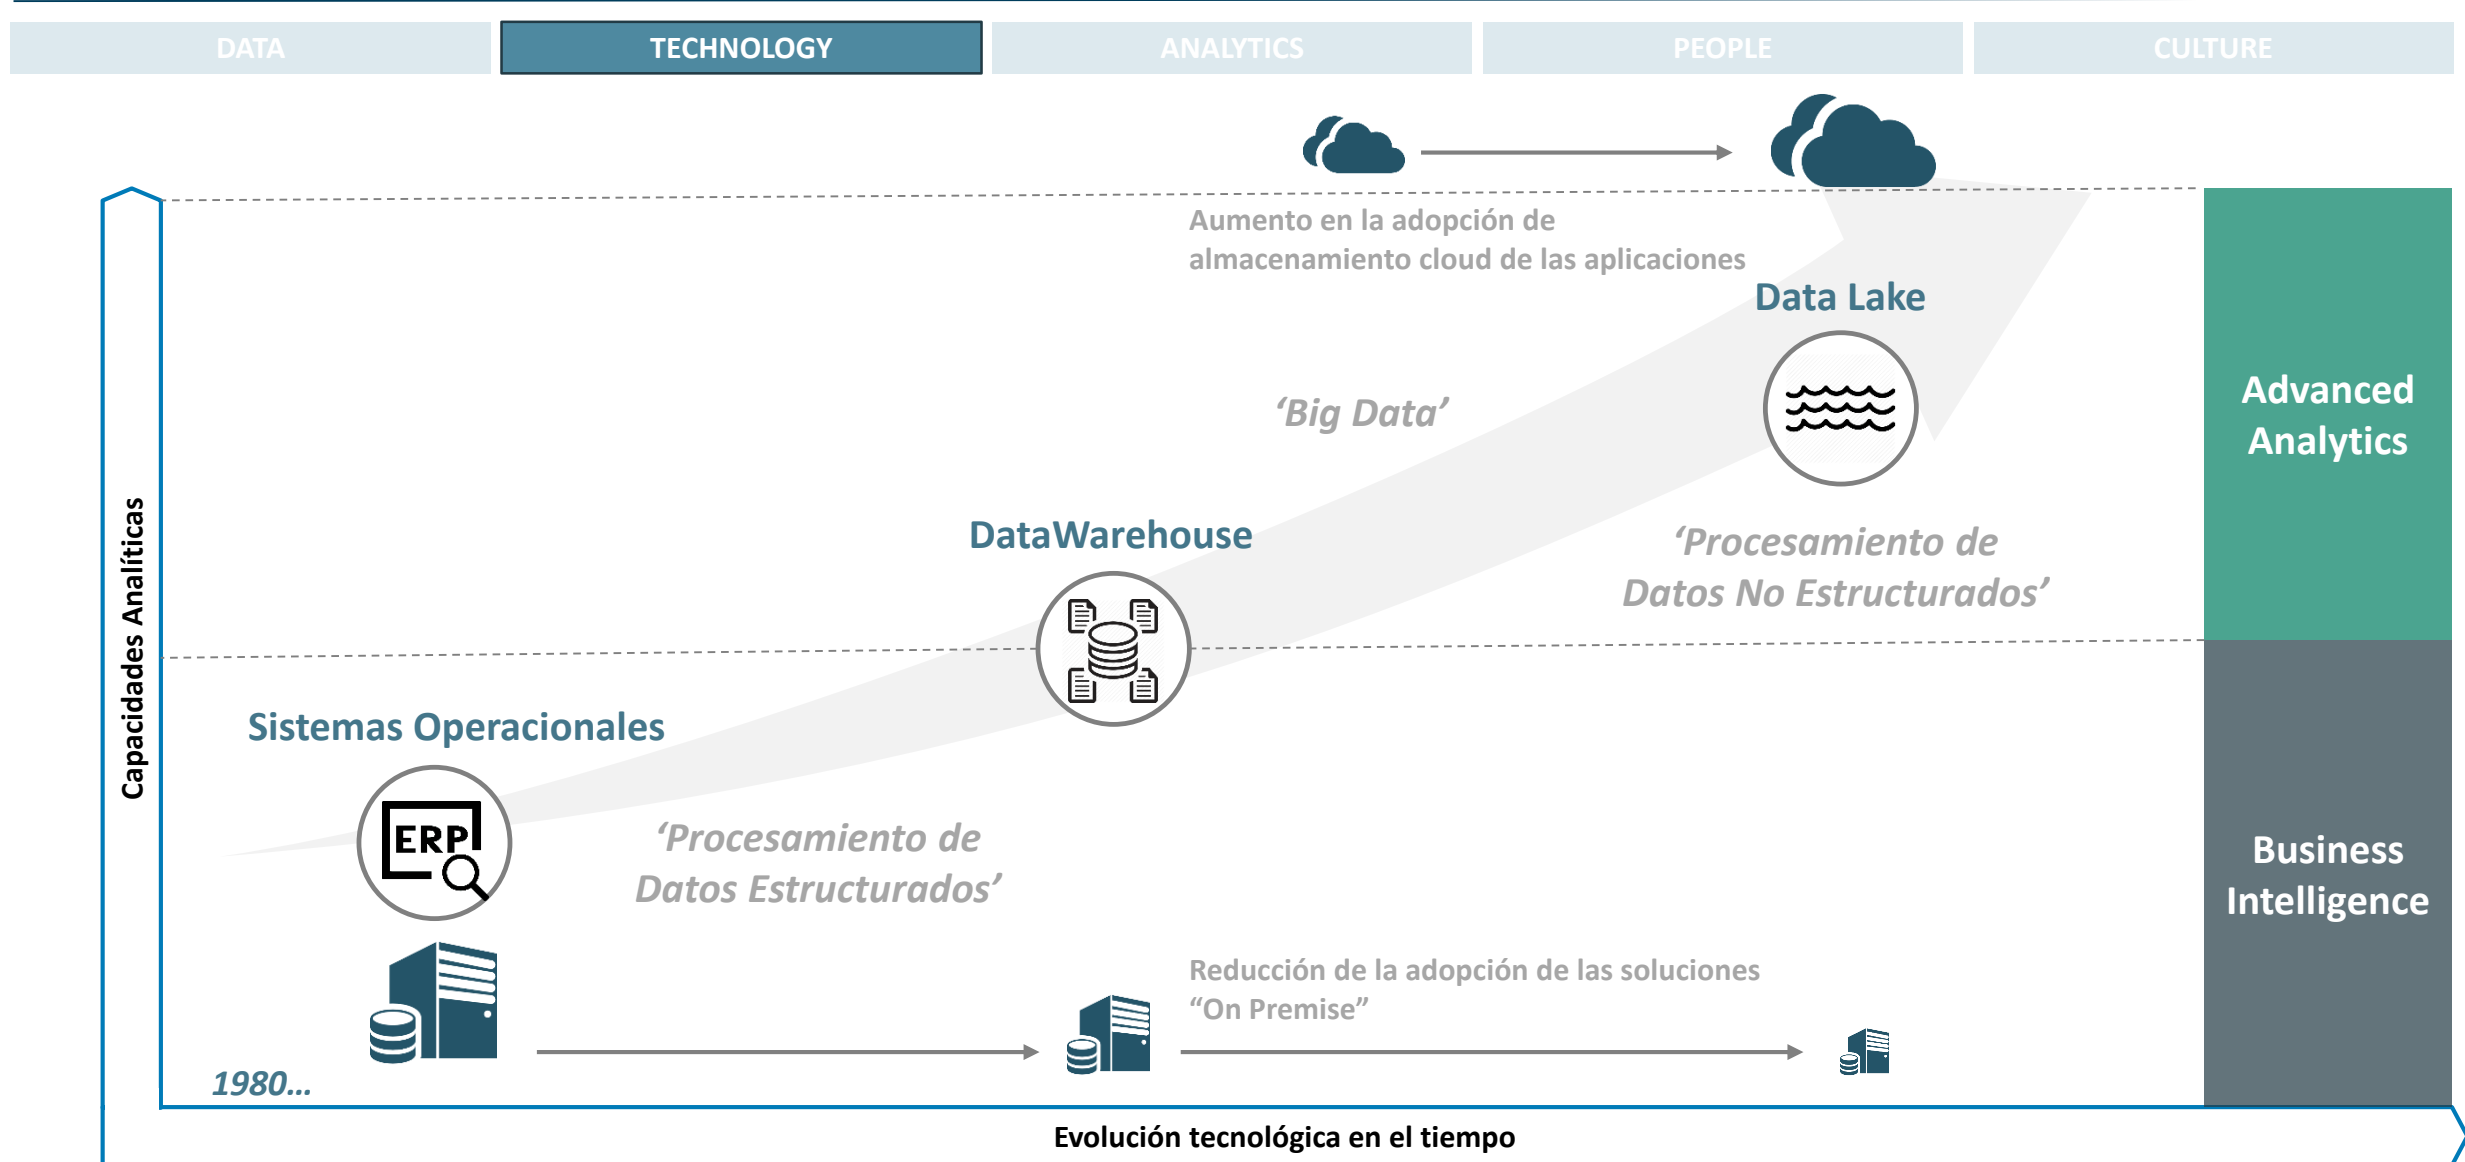 DATA
TECHNOLOGY
ANALYTICS
PEOPLE
CULTURE
Aumento en la adopción de
almacenamiento cloud de las aplicaciones
Data Lake
‘Big Data’
Advanced
Analytics
DataWarehouse
‘Procesamiento de
Datos No Estructurados’
Capacidades Analíticas
Sistemas Operacionales
ERP
‘Procesamiento de
Datos Estructurados’
Business
Intelligence
Reducción de la adopción de las soluciones
“On Premise”
1980...
Evolución tecnológica en el tiempo